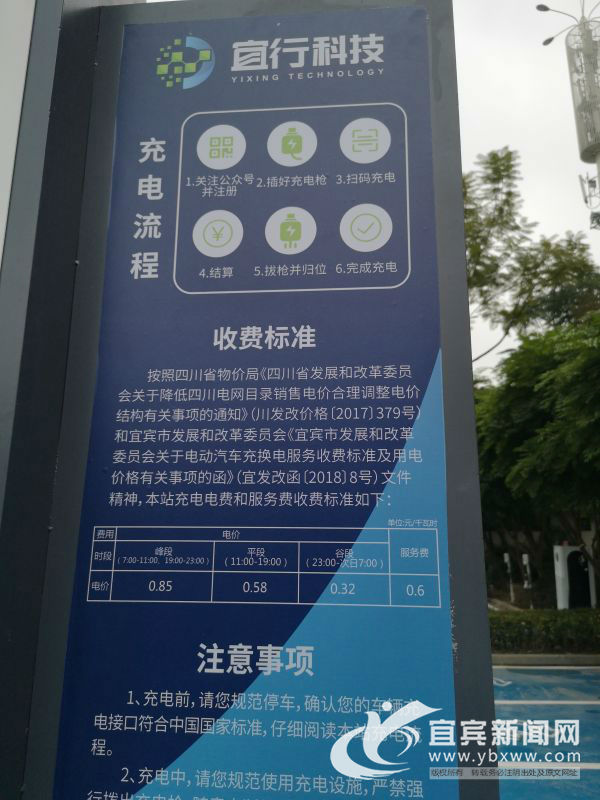 宜行科技
YIXING TECHNOLOGY
充电流程
1.关注公众号
并注册
2.插好充电枪
3.扫码充电
4.结算
5.拔枪并归位
6.完成充电
收费标准
按照四川省物价局《四川省发展和改革委员
会关于降低四川电网目录销售电价合理调整电价
结构有关事项的通知》(川发改价格〔2017〕379号)
和宜宾市发展和改革委员会《宜宾市发展和改革
委员会关于电动汽车充换电服务收费标准及用电
价格有关事项的函》(宜发改函〔2018〕8号) 文件
精神,本站充电电费和服务费收费标准如下:
单位:元/千瓦时
费用 电价 服务费
时段 峰段 平段 谷段
(7:00-11:00、19:00-23:00) (11:00-19:00) (23:00-次日7:00)
电价 0.85 0.58 0.32 0.6
注意事项
1、充电前,请您规范停车,确认您的车辆充
电接口符合中国国家标准,仔细阅读本站充电
程。
2、充电中,请您规范使用充电设施,严禁强
宜宾新闻网
www.ybxww.com
版权所有 转载务必注明出处及原文网址